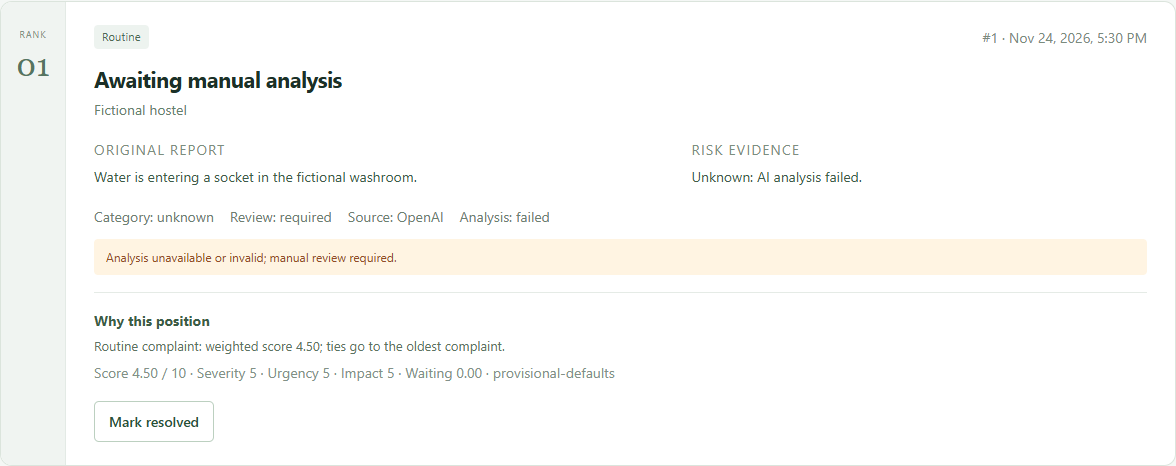 RANK
01
Routine
#1 · Nov 24, 2026, 5:30 PM
Awaiting manual analysis
Fictional hostel
ORIGINAL REPORT
Water is entering a socket in the fictional washroom.
RISK EVIDENCE
Unknown: AI analysis failed.
Category: unknown Review: required Source: OpenAI Analysis: failed
Analysis unavailable or invalid; manual review required.
Why this position
Routine complaint: weighted score 4.50; ties go to the oldest complaint.
Score 4.50 / 10 · Severity 5 · Urgency 5 · Impact 5 · Waiting 0.00 · provisional-defaults
Mark resolved